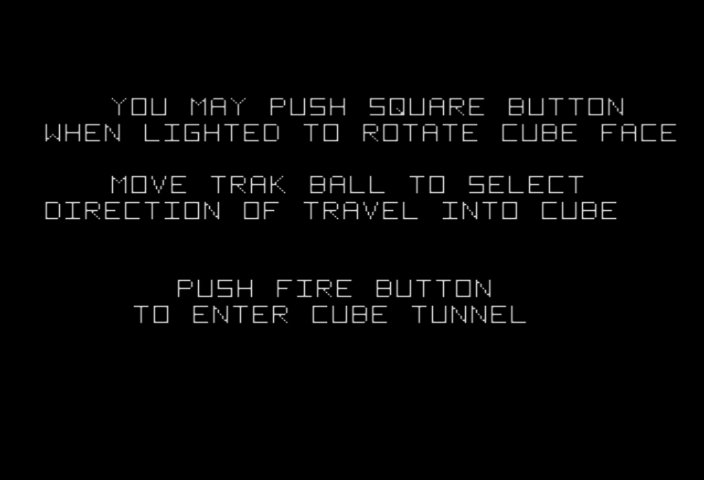 YOU MAY PUSH SQUARE BUTTON
WHEN LIGHTED TO ROTATE CUBE FACE
MOVE TRAK BALL TO SELECT
DIRECTION OF TRAVEL INTO CUBE
PUSH FIRE BUTTON
TO ENTER CUBE TUNNEL